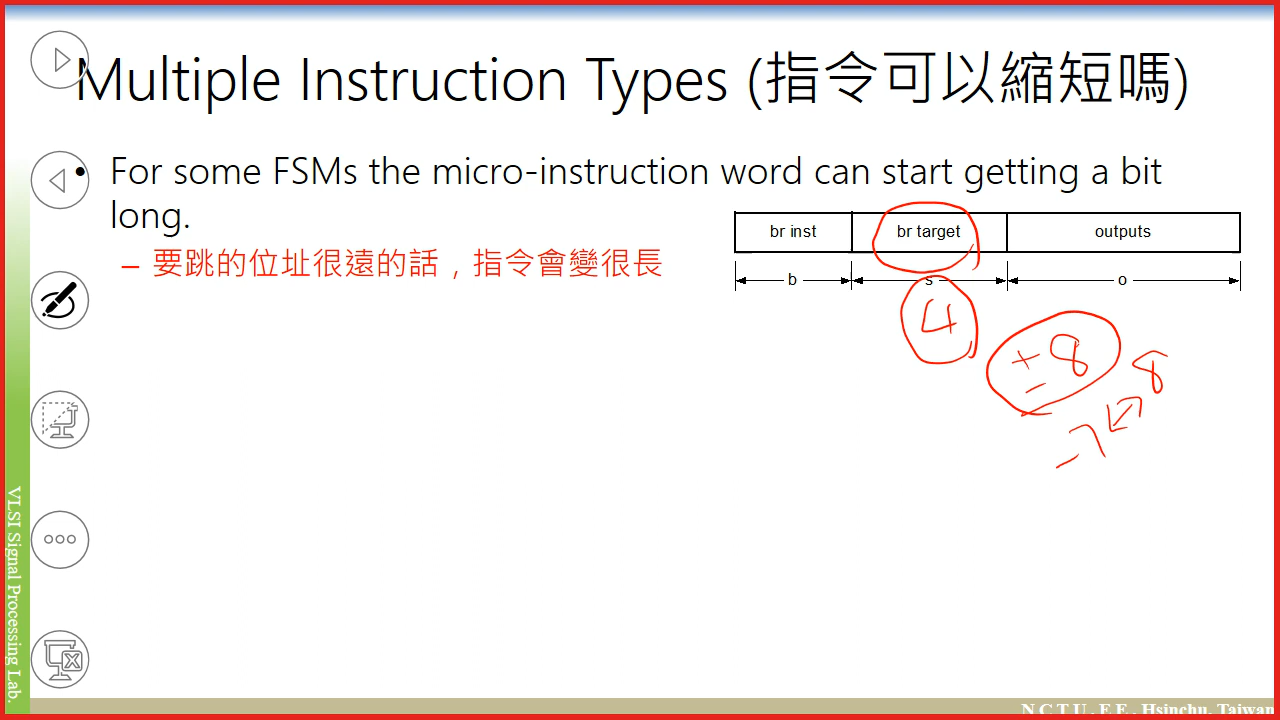 Multiple Instruction Types (指令可以縮短嗎)
• For some FSMs the micro-instruction word can start getting a bit
long.
– 要跳的位址很遠的話，指令會變很長
br inst br target outputs
b s o
4
± 8
8
-7
VLSI Signal Processing Lab.
N C T U . E E , Hsinchu, Taiwan